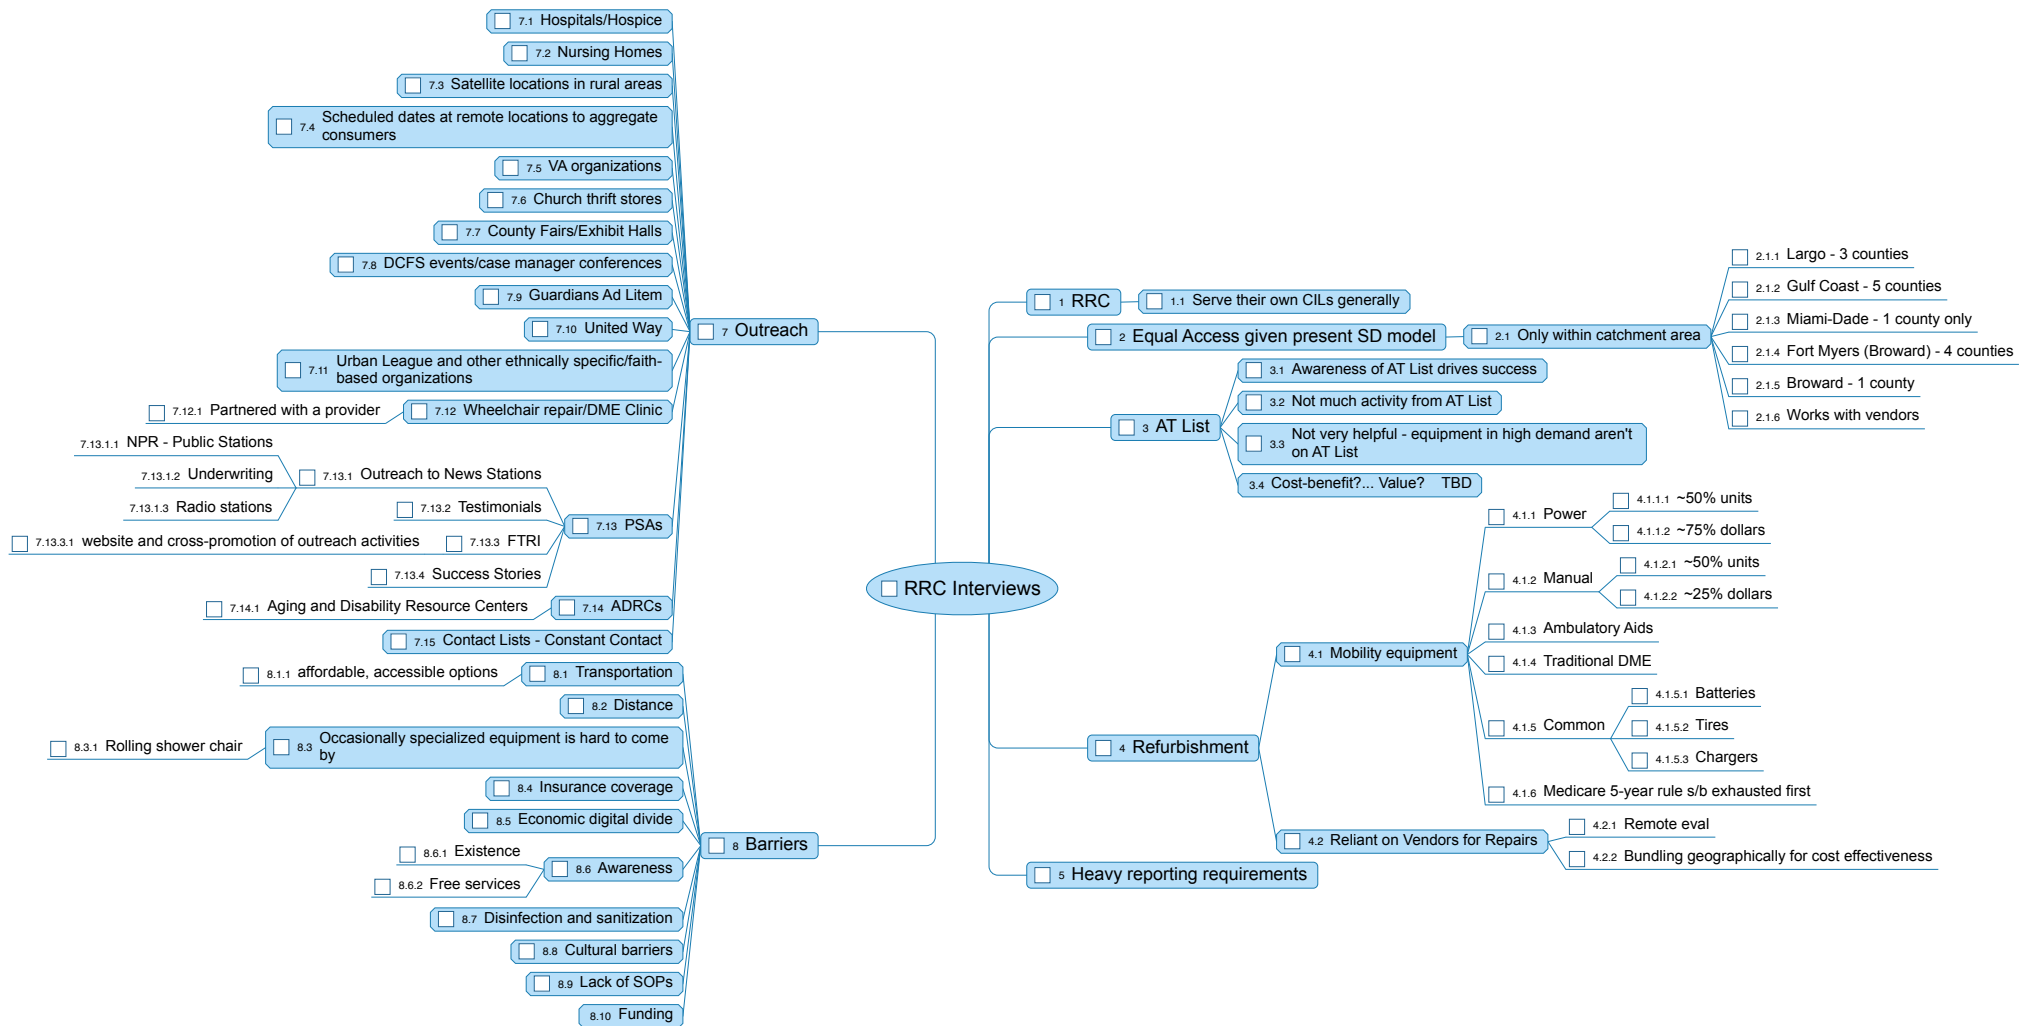 RRC Interviews
1 RRC
1.1 Serve their own CILs generally
2 Equal Access given present SD model
2.1 Only within catchment area
2.1.1 Largo - 3 counties
2.1.2 Gulf Coast - 5 counties
2.1.3 Miami-Dade - 1 county only
2.1.4 Fort Myers (Broward) - 4 counties
2.1.5 Broward - 1 county
2.1.6 Works with vendors
3 AT List
3.1 Awareness of AT List drives success
3.2 Not much activity from AT List
3.3 Not very helpful - equipment in high demand aren't
on AT List
3.4 Cost-benefit?... Value? TBD
4 Refurbishment
4.1 Mobility equipment
4.1.1 Power
4.1.1.1 ~50% units
4.1.1.2 ~75% dollars
4.1.2 Manual
4.1.2.1 ~50% units
4.1.2.2 ~25% dollars
4.1.3 Ambulatory Aids
4.1.4 Traditional DME
4.1.5 Common
4.1.5.1 Batteries
4.1.5.2 Tires
4.1.5.3 Chargers
4.1.6 Medicare 5-year rule s/b exhausted first
4.2 Reliant on Vendors for Repairs
4.2.1 Remote eval
4.2.2 Bundling geographically for cost effectiveness
5 Heavy reporting requirements
7 Outreach
7.1 Hospitals/Hospice
7.2 Nursing Homes
7.3 Satellite locations in rural areas
7.4 Scheduled dates at remote locations to aggregate
consumers
7.5 VA organizations
7.6 Church thrift stores
7.7 County Fairs/Exhibit Halls
7.8 DCFS events/case manager conferences
7.9 Guardians Ad Litem
7.10 United Way
7.11 Urban League and other ethnically specific/faith-
based organizations
7.12 Wheelchair repair/DME Clinic
7.12.1 Partnered with a provider
7.13 PSAs
7.13.1 Outreach to News Stations
7.13.1.1 NPR - Public Stations
7.13.1.2 Underwriting
7.13.1.3 Radio stations
7.13.2 Testimonials
7.13.3 FTRI
7.13.3.1 website and cross-promotion of outreach activities
7.13.4 Success Stories
7.14 ADRCs
7.14.1 Aging and Disability Resource Centers
7.15 Contact Lists - Constant Contact
8 Barriers
8.1 Transportation
8.1.1 affordable, accessible options
8.2 Distance
8.3 Occasionally specialized equipment is hard to come
by
8.3.1 Rolling shower chair
8.4 Insurance coverage
8.5 Economic digital divide
8.6 Awareness
8.6.1 Existence
8.6.2 Free services
8.7 Disinfection and sanitization
8.8 Cultural barriers
8.9 Lack of SOPs
8.10 Funding